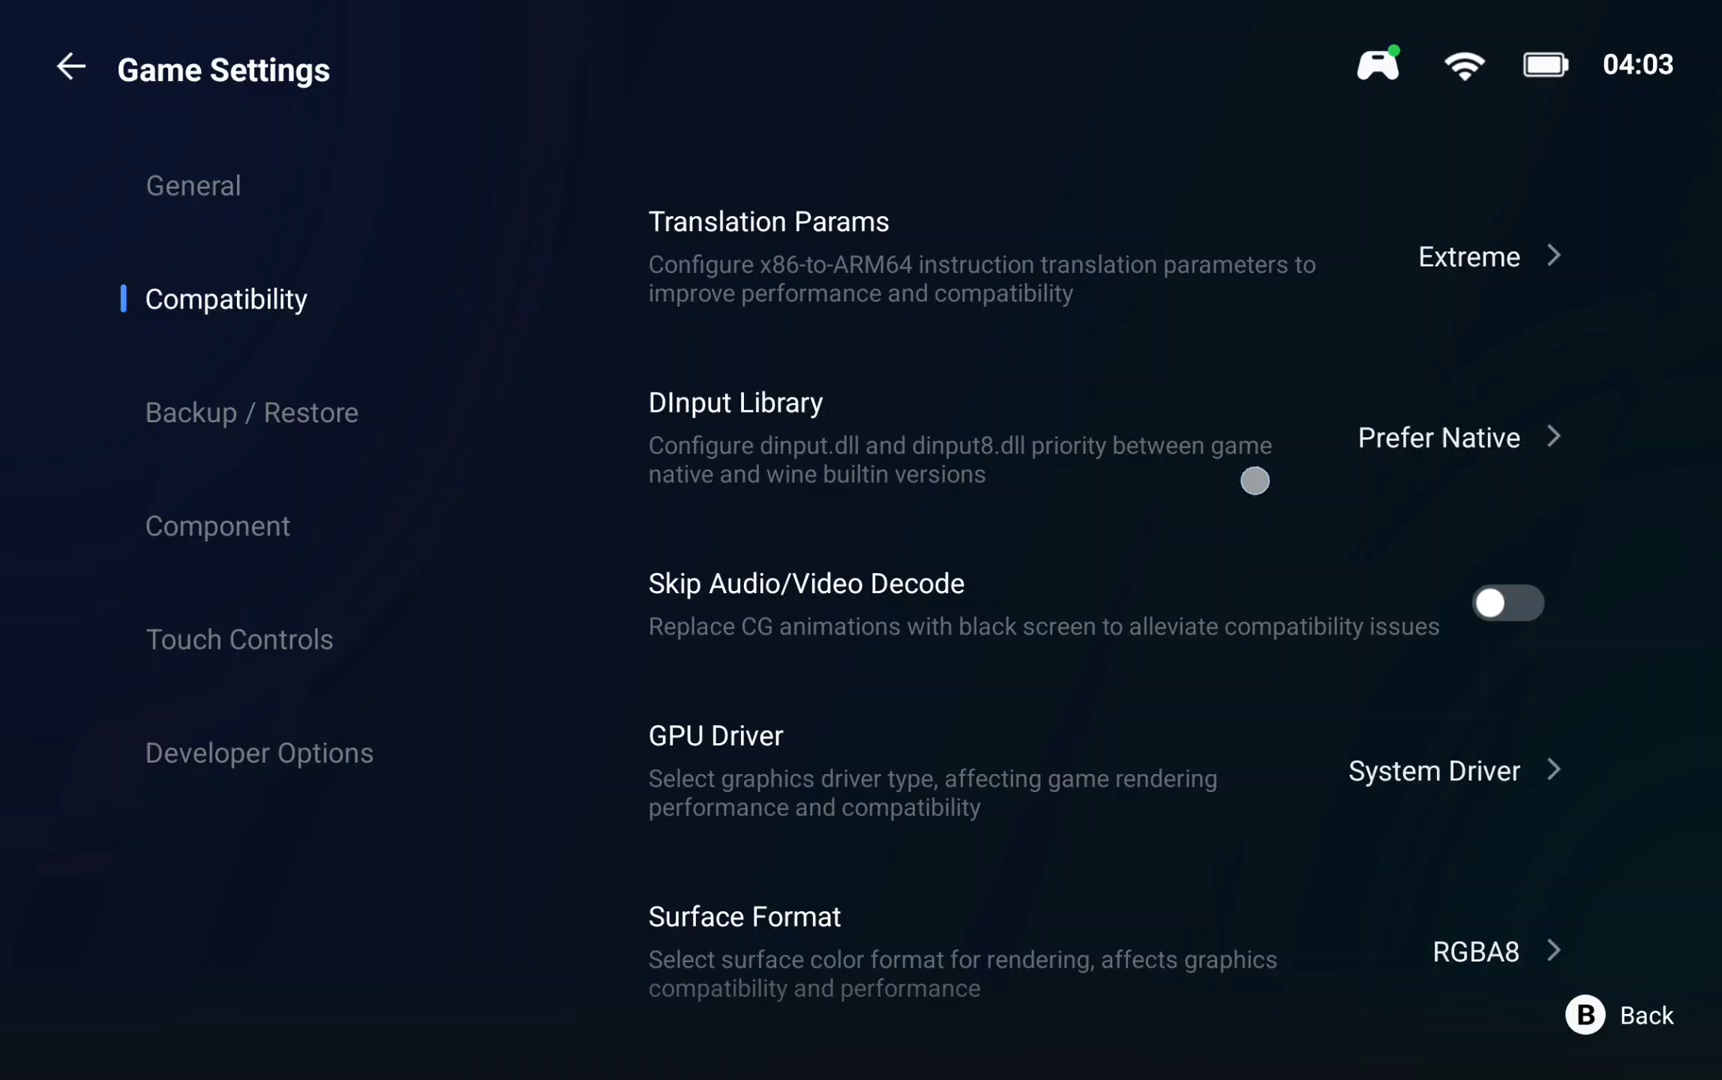 Game Settings
04:03
General
Compatibility
Backup / Restore
Component
Touch Controls
Developer Options
Translation Params
Configure x86-to-ARM64 instruction translation parameters to
improve performance and compatibility
Extreme
DInput Library
Configure dinput.dll and dinput8.dll priority between game
native and wine builtin versions
Prefer Native
Skip Audio/Video Decode
Replace CG animations with black screen to alleviate compatibility issues
GPU Driver
Select graphics driver type, affecting game rendering
performance and compatibility
System Driver
Surface Format
Select surface color format for rendering, affects graphics
compatibility and performance
RGBA8
B Back